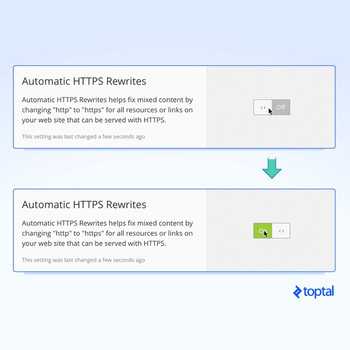 Automatic HTTPS Rewrites
Automatic HTTPS Rewrites helps fix mixed content by
changing "http" to "https" for all resources or links on
your web site that can be served with HTTPS.
Off
This setting was last changed a few seconds ago
Automatic HTTPS Rewrites
Automatic HTTPS Rewrites helps fix mixed content by
changing "http" to "https" for all resources or links on
your web site that can be served with HTTPS.
This setting was last changed a few seconds ago
toptal